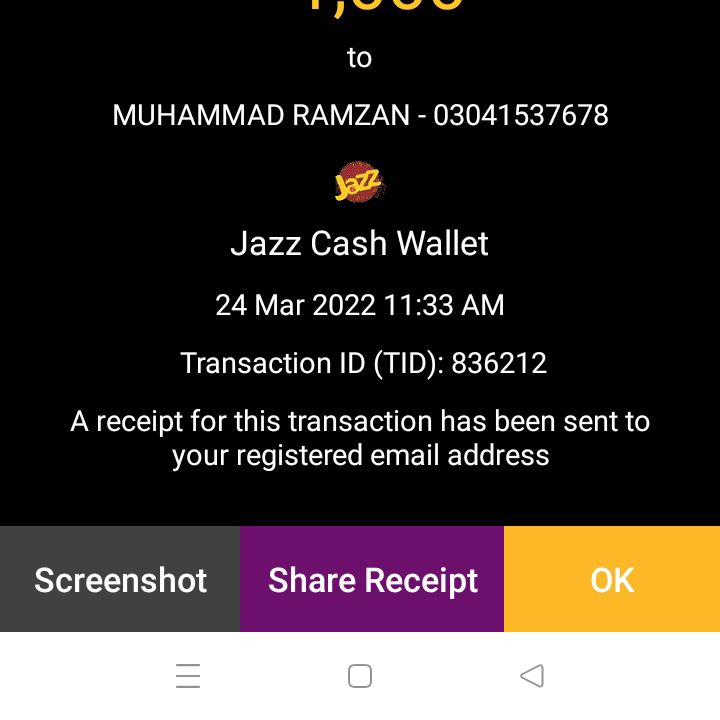 to
MUHAMMAD RAMZAN - 03041537678
Jazz
Jazz Cash Wallet
24 Mar 2022 11:33 AM
Transaction ID (TID): 836212
A receipt for this transaction has been sent to
your registered email address
Screenshot
Share Receipt
OK